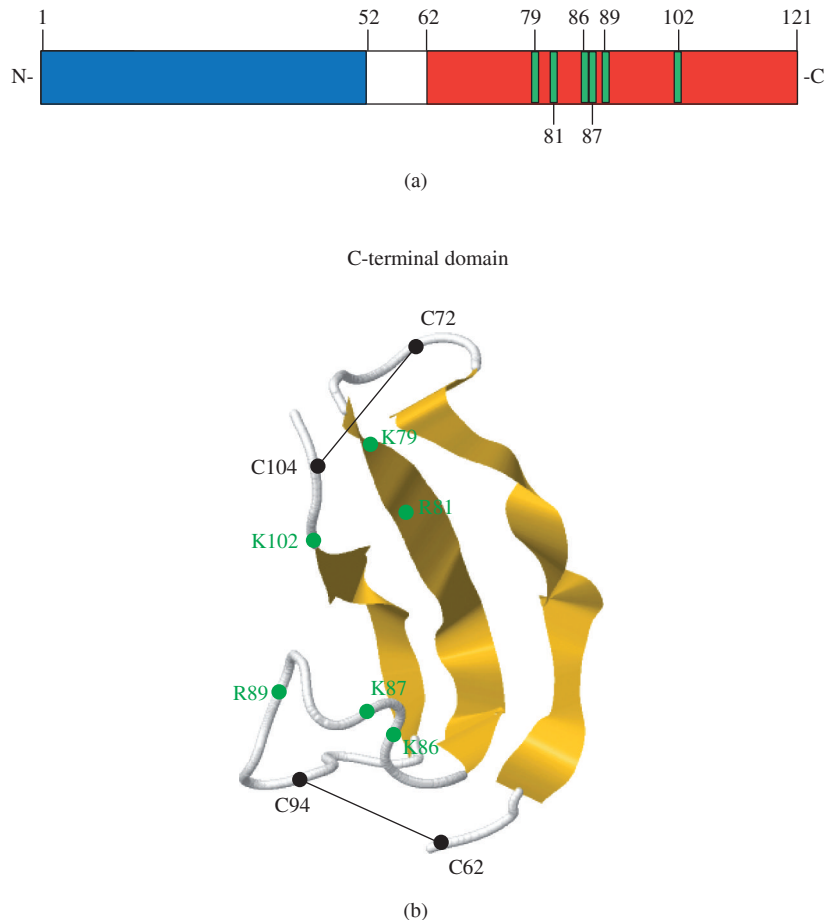 1 52 62 79 86 89 102 121
N- -C
81 87
(a)
C-terminal domain
C72
K79
C104
R81
K102
K87
R89
K86
C94
C62
(b)